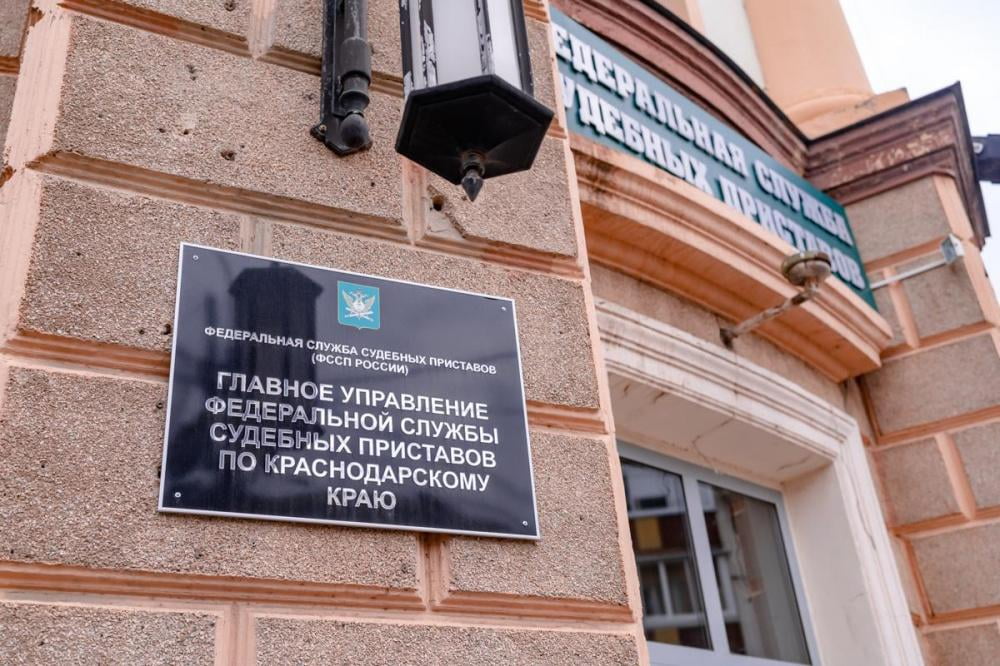 ФЕДЕРАЛЬНАЯ СЛУЖБА СУДЕБНЫХ ПРИСТАВОВ
(ФССП РОССИИ)
ГЛАВНОЕ УПРАВЛЕНИЕ
ФЕДЕРАЛЬНОЙ СЛУЖБЫ
СУДЕБНЫХ ПРИСТАВОВ
ПО КРАСНОДАРСКОМУ
КРАЮ
ЕДЕРАЛЬНАЯ СЛУЖБА
УДЕБНЫХ ПРИСТАВОВ